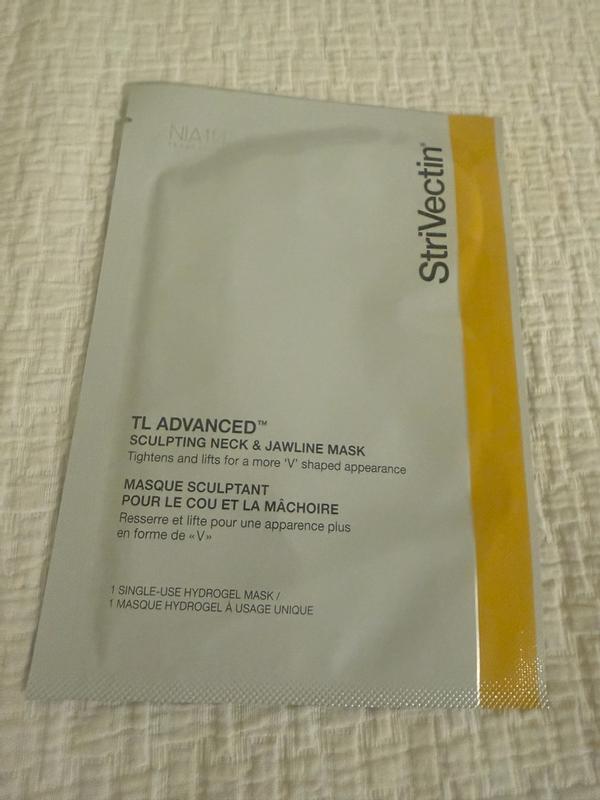 StriVectin®
TL ADVANCED™
SCULPTING NECK & JAWLINE MASK
Tightens and lifts for a more 'V' shaped appearance
MASQUE SCULPTANT
POUR LE COU ET LA MÂCHOIRE
Resserre et lifte pour une apparence plus
en forme de «V»
1 SINGLE-USE HYDROGEL MASK /
1 MASQUE HYDROGEL À USAGE UNIQUE